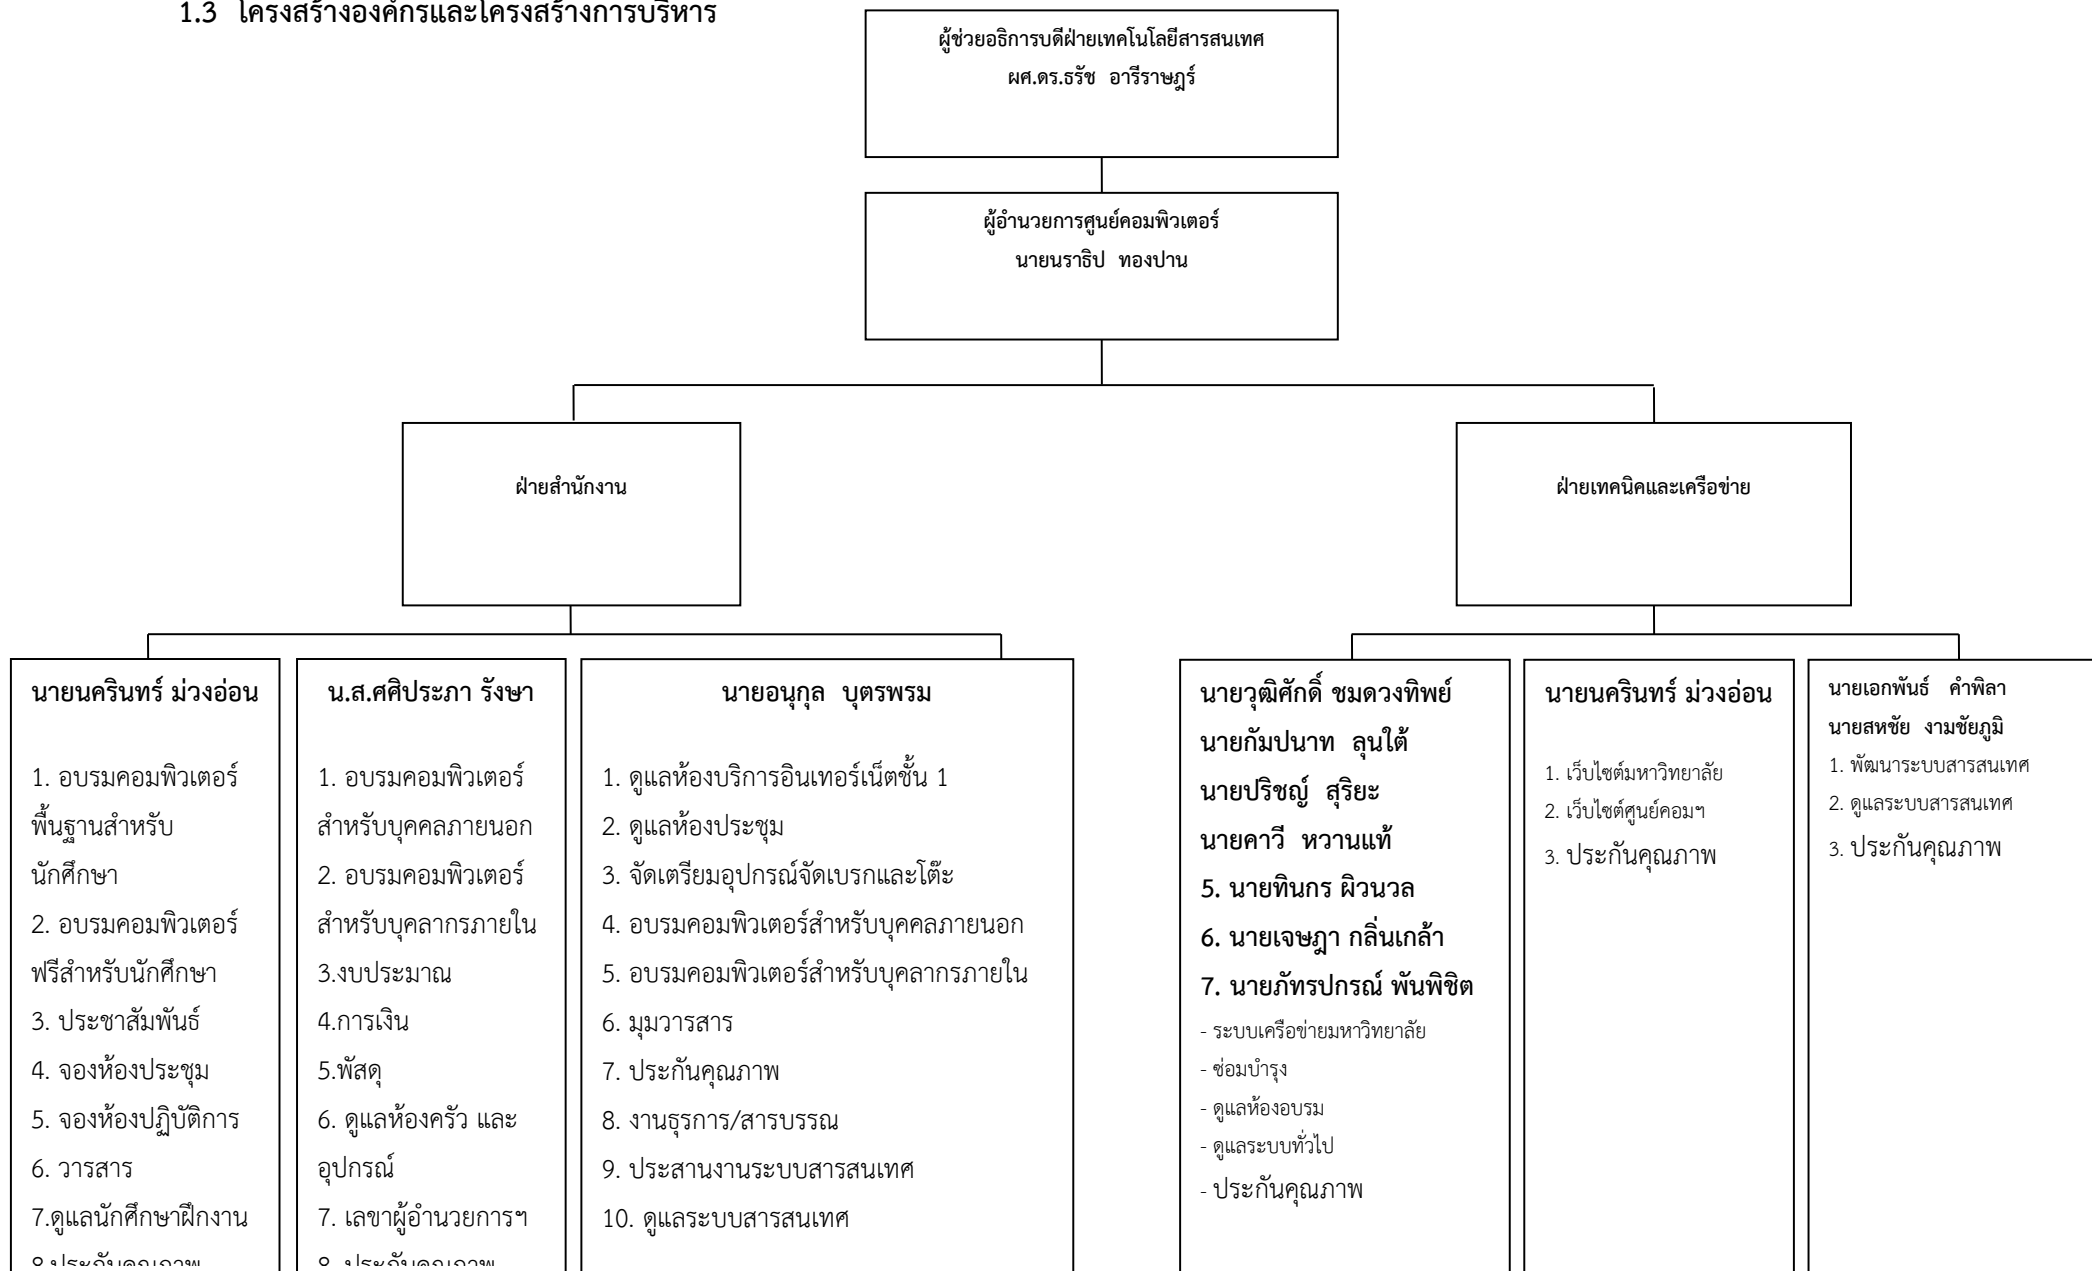 1.3 โครงสร้างองค์กรและโครงสร้างการบริหาร
ผู้ช่วยอธิการบดีฝ่ายเทคโนโลยีสารสนเทศ
ผศ.ดร.ธรัช อารีราษฎร์
ผู้อำนวยการศูนย์คอมพิวเตอร์
นายนราธิป ทองปาน
ฝ่ายสำนักงาน
ฝ่ายเทคนิคและเครือข่าย
นายนครินทร์ ม่วงอ่อน
1. อบรมคอมพิวเตอร์
พื้นฐานสำหรับ
นักศึกษา
2. อบรมคอมพิวเตอร์
ฟรีสำหรับนักศึกษา
3. ประชาสัมพันธ์
4. จองห้องประชุม
5. จองห้องปฏิบัติการ
6. วารสาร
7.ดูแลนักศึกษาฝึกงาน
8.ประกันคุณภาพ
น.ส.ศศิประภา รังษา
1. อบรมคอมพิวเตอร์
สำหรับบุคคลภายนอก
2. อบรมคอมพิวเตอร์
สำหรับบุคลากรภายใน
3.งบประมาณ
4.การเงิน
5.พัสดุ
6. ดูแลห้องครัว และ
อุปกรณ์
7. เลขาผู้อำนวยการฯ
8. ประกันคุณภาพ
นายอนุกุล บุตรพรม
1. ดูแลห้องบริการอินเทอร์เน็ตชั้น 1
2. ดูแลห้องประชุม
3. จัดเตรียมอุปกรณ์จัดเบรกและโต๊ะ
4. อบรมคอมพิวเตอร์สำหรับบุคคลภายนอก
5. อบรมคอมพิวเตอร์สำหรับบุคลากรภายใน
6. มุมวารสาร
7. ประกันคุณภาพ
8. งานธุรการ/สารบรรณ
9. ประสานงานระบบสารสนเทศ
10. ดูแลระบบสารสนเทศ
นายวุฒิศักดิ์ ชมดวงทิพย์
นายกัมปนาท ลุนใต้
นายปริชญ์ สุริยะ
นายคาวี หวานแท้
5. นายทินกร ผิวนวล
6. นายเจษฎา กลิ่นเกล้า
7. นายภัทรปกรณ์ พันพิชิต
- ระบบเครือข่ายมหาวิทยาลัย
- ซ่อมบำรุง
- ดูแลห้องอบรม
- ดูแลระบบทั่วไป
- ประกันคุณภาพ
นายนครินทร์ ม่วงอ่อน
1. เว็บไซต์มหาวิทยาลัย
2. เว็บไซต์ศูนย์คอมฯ
3. ประกันคุณภาพ
นายเอกพันธ์ คำพิลา
นายสหชัย งามชัยภูมิ
1. พัฒนาระบบสารสนเทศ
2. ดูแลระบบสารสนเทศ
3. ประกันคุณภาพ